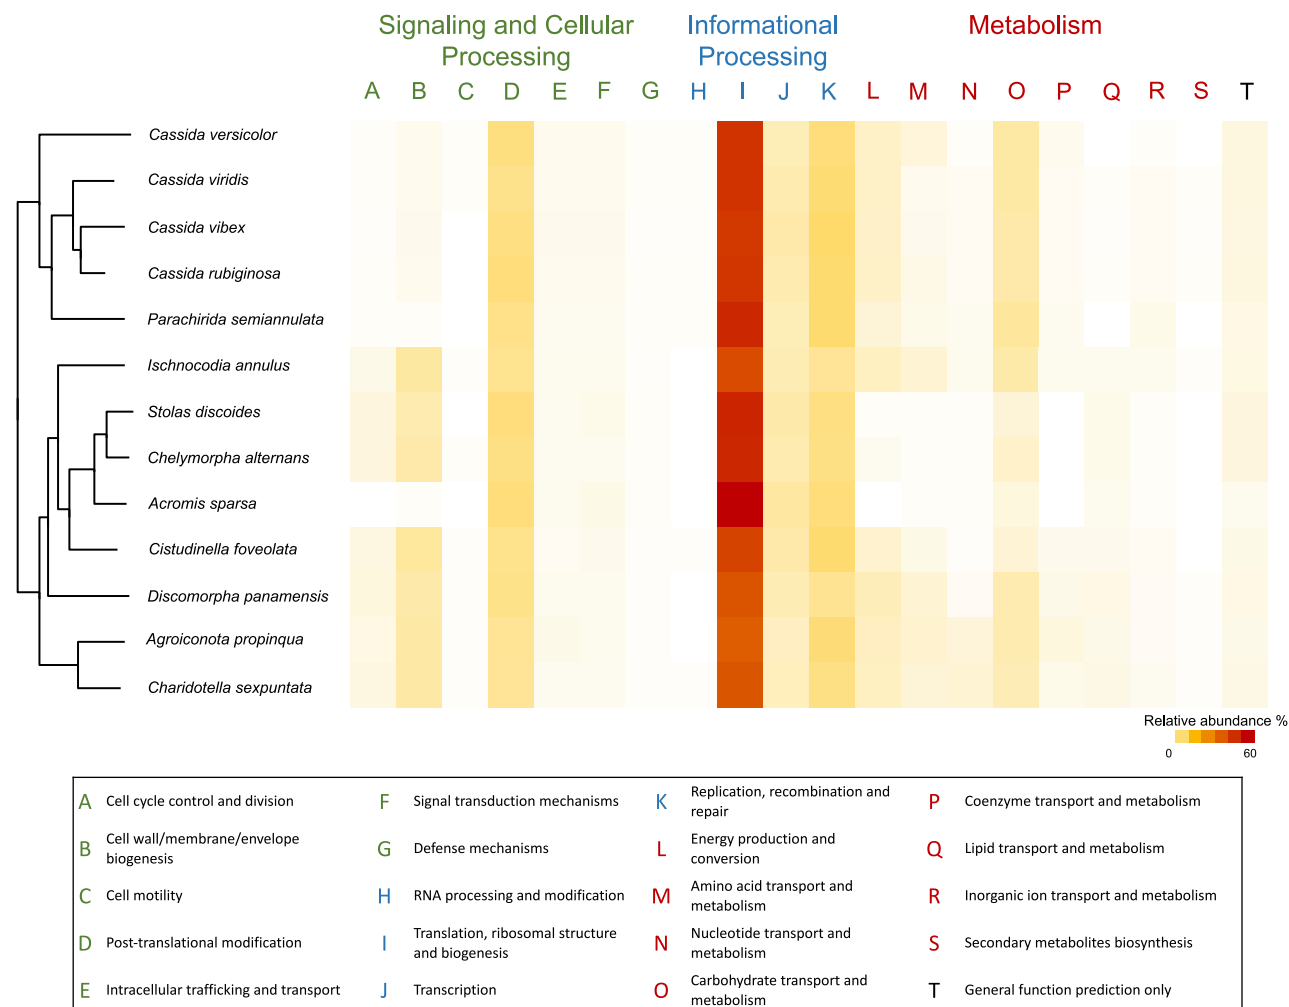 Signaling and Cellular
Processing
Informational
Processing
Metabolism
A B C D E F G H I J K L M N O P Q R S T
Cassida versicolor
Cassida viridis
Cassida vibex
Cassida rubiginosa
Parachirida semiannulata
Ischnocodia annulus
Stolas discoides
Chelymorpha alternans
Acromis sparsa
Cistudinella foveolata
Discomorpha panamensis
Agroiconota propinqua
Charidotella sexpuntata
Relative abundance %
0 60
A Cell cycle control and division
B Cell wall/membrane/envelope
biogenesis
C Cell motility
D Post-translational modification
E Intracellular trafficking and transport
F Signal transduction mechanisms
G Defense mechanisms
H RNA processing and modification
I Translation, ribosomal structure
and biogenesis
J Transcription
K Replication, recombination and
repair
L Energy production and
conversion
M Amino acid transport and
metabolism
N Nucleotide transport and
metabolism
O Carbohydrate transport and
metabolism
P Coenzyme transport and metabolism
Q Lipid transport and metabolism
R Inorganic ion transport and metabolism
S Secondary metabolites biosynthesis
T General function prediction only